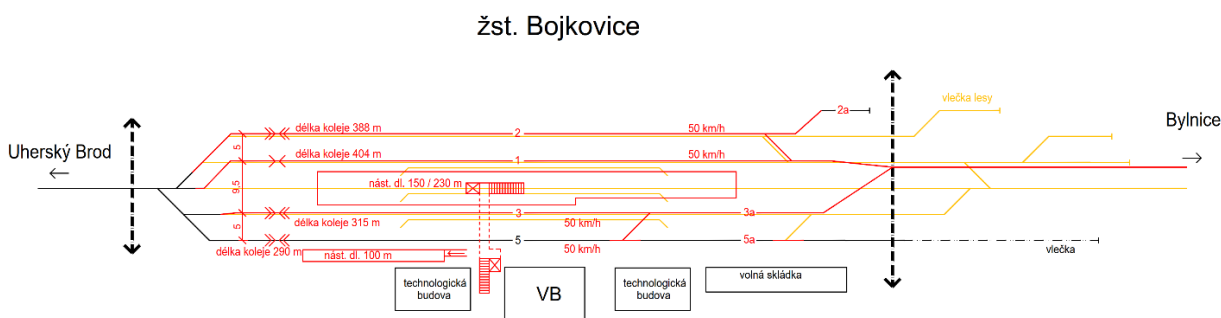 žst. Bojkovice
2a
vlečka lesy
délka koleje 388 m
2
50 km/h
Bylnice
Uherský Brod
5
délka koleje 404 m
1
50 km/h
9,5
nást. dl. 150 / 230 m
3
3a
délka koleje 315 m
50 km/h
5
5
5a
délka koleje 290 m
50 km/h
vlečka
nást. dl. 100 m
technologická
budova
VB
technologická
budova
volná skládka